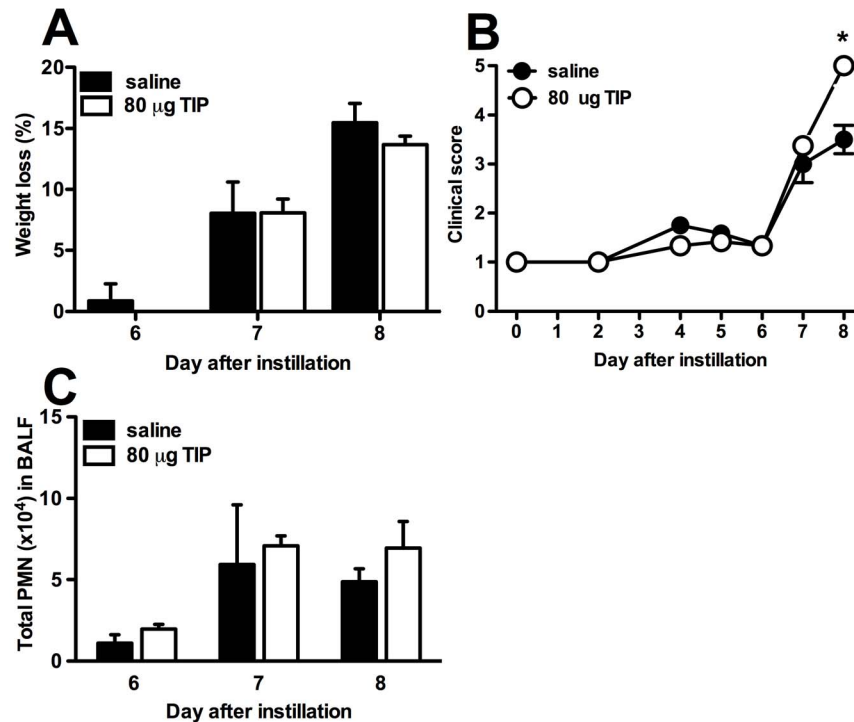 A
20
15
10
5
0
Weight loss (%)
saline
80 μg TIP
6 7 8
Day after instillation
B
*
5
4
3
2
1
0
Clinical score
saline
80 ug TIP
0 1 2 3 4 5 6 7 8
Day after instillation
C
15
10
5
0
Total PMN (x10⁴) in BALF
saline
80 μg TIP
6 7 8
Day after instillation